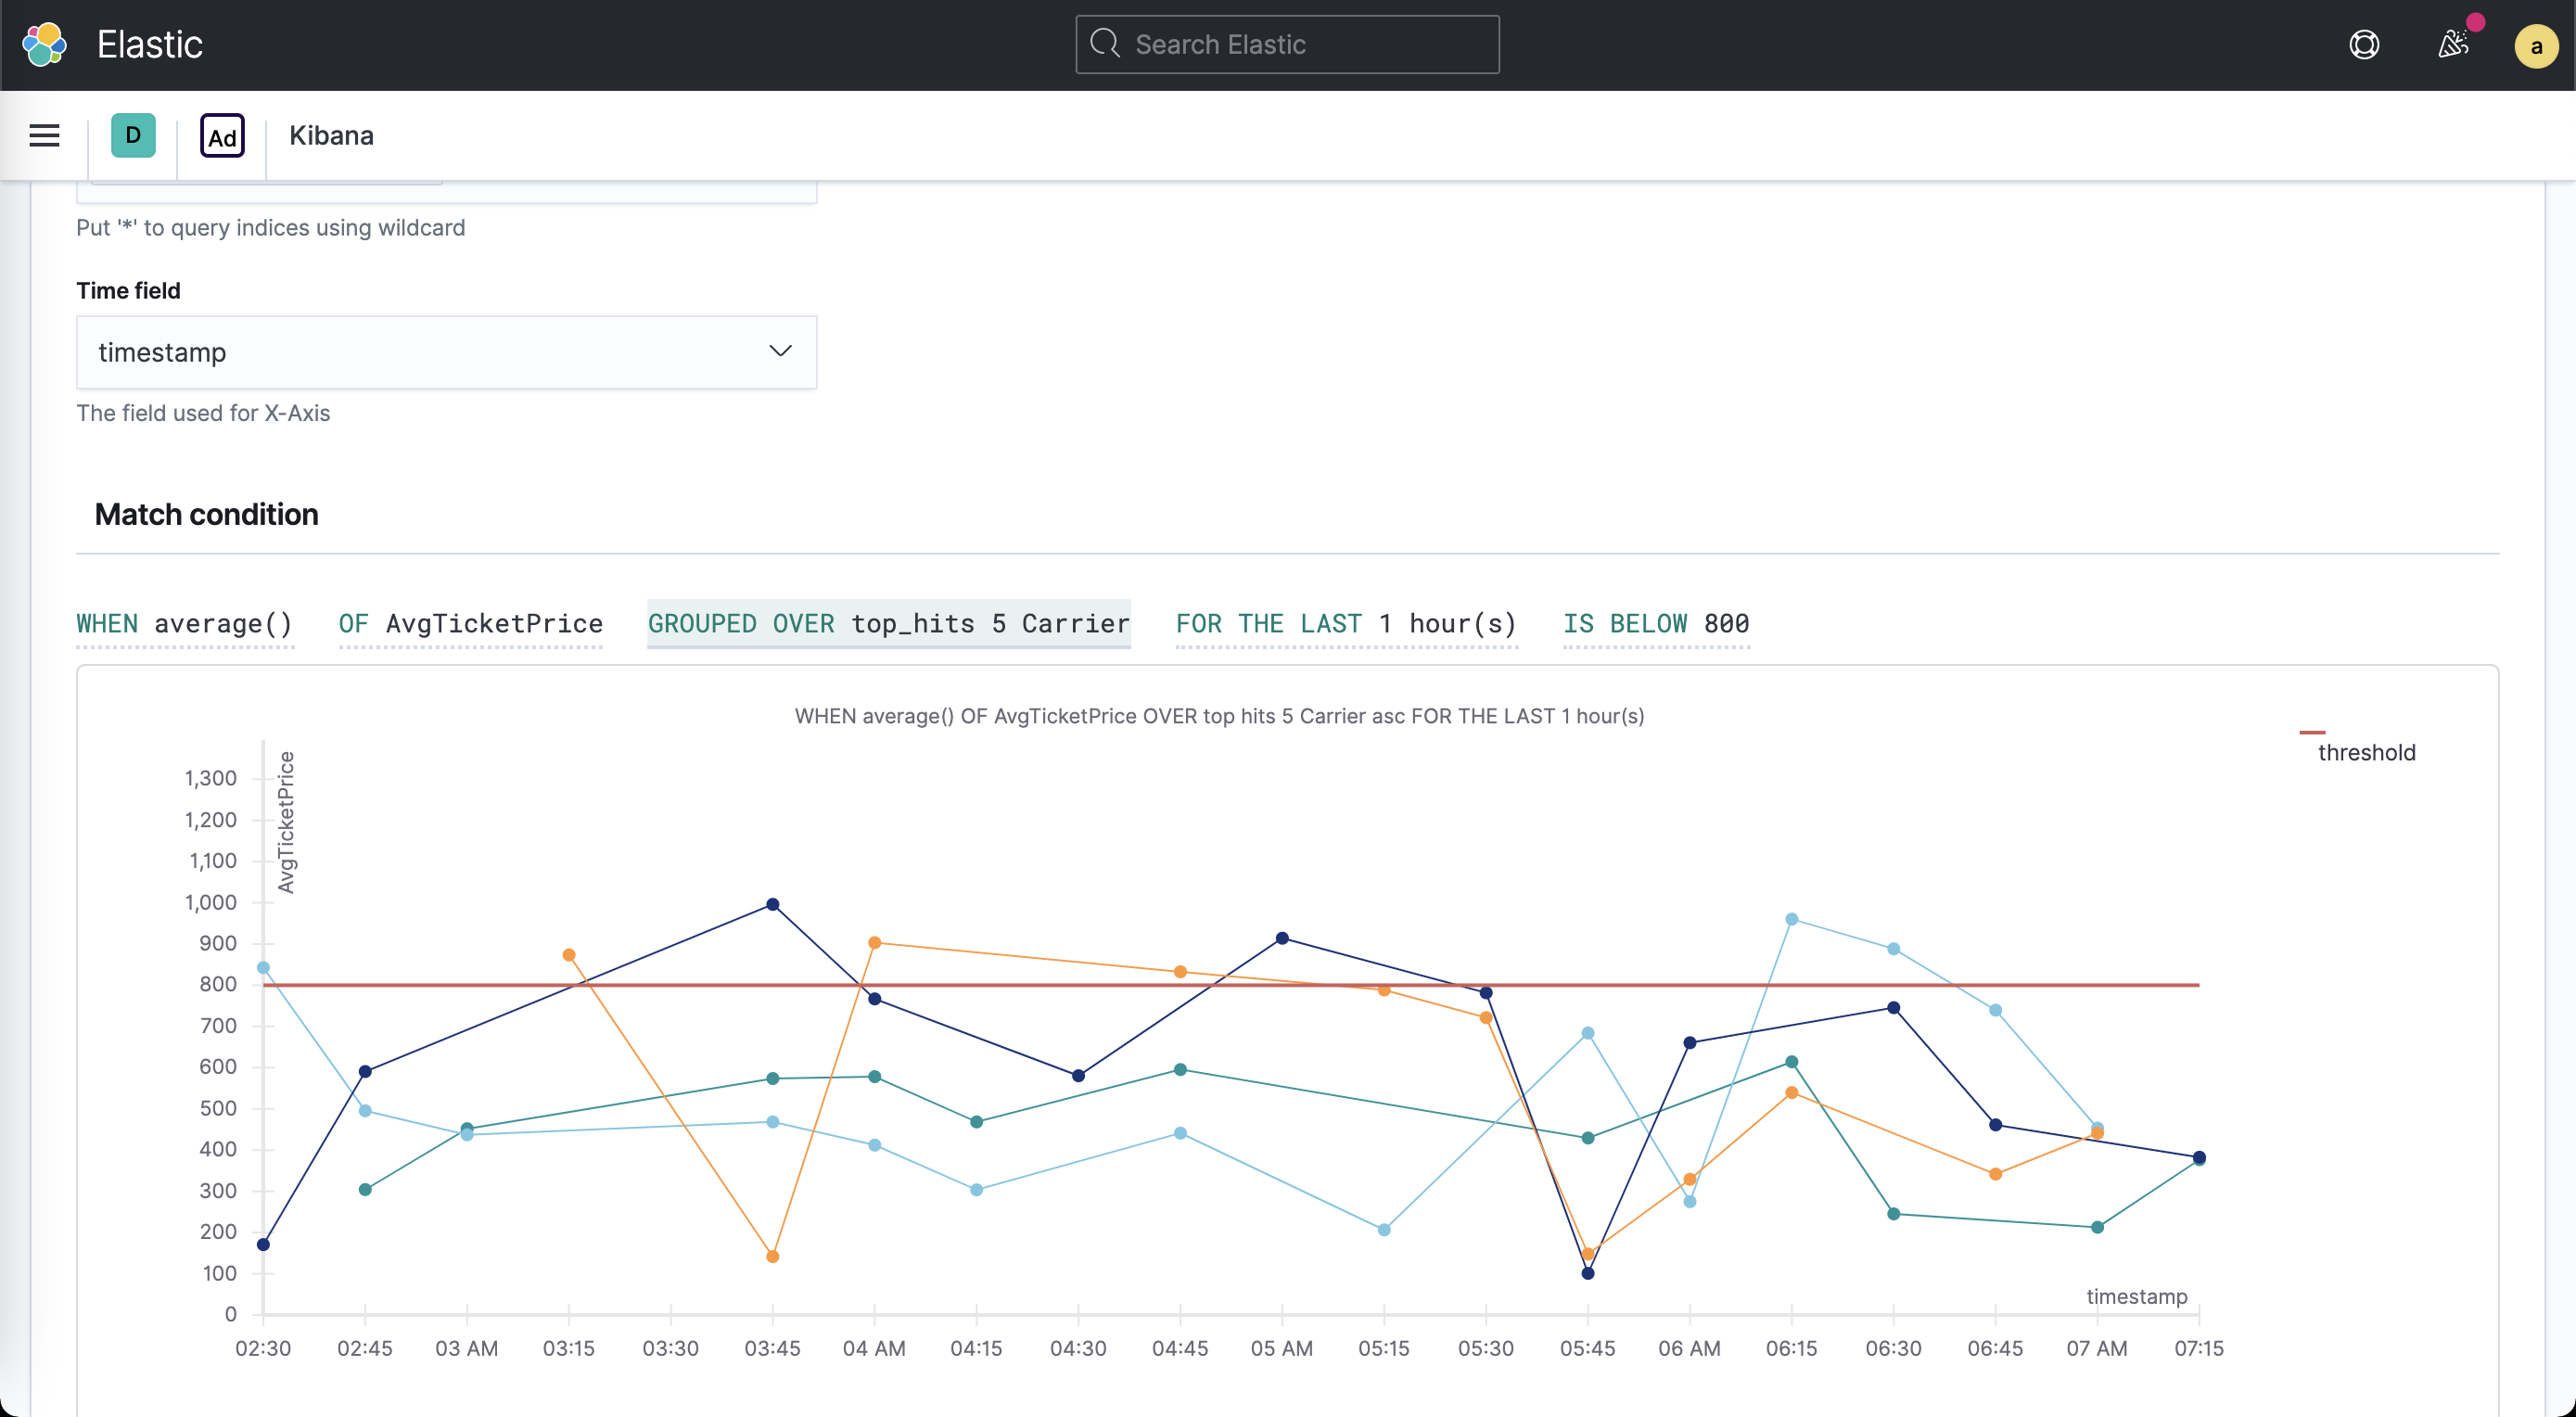 Elastic
Search Elastic
a
D
Ad
Kibana
Put '*' to query indices using wildcard
Time field
timestamp
The field used for X-Axis
Match condition
WHEN average() OF AvgTicketPrice GROUPED OVER top_hits 5 Carrier FOR THE LAST 1 hour(s) IS BELOW 800
WHEN average() OF AvgTicketPrice OVER top hits 5 Carrier asc FOR THE LAST 1 hour(s)
threshold
AvgTicketPrice
1,300
1,200
1,100
1,000
900
800
700
600
500
400
300
200
100
0
timestamp
02:30 02:45 03 AM 03:15 03:30 03:45 04 AM 04:15 04:30 04:45 05 AM 05:15 05:30 05:45 06 AM 06:15 06:30 06:45 07 AM 07:15